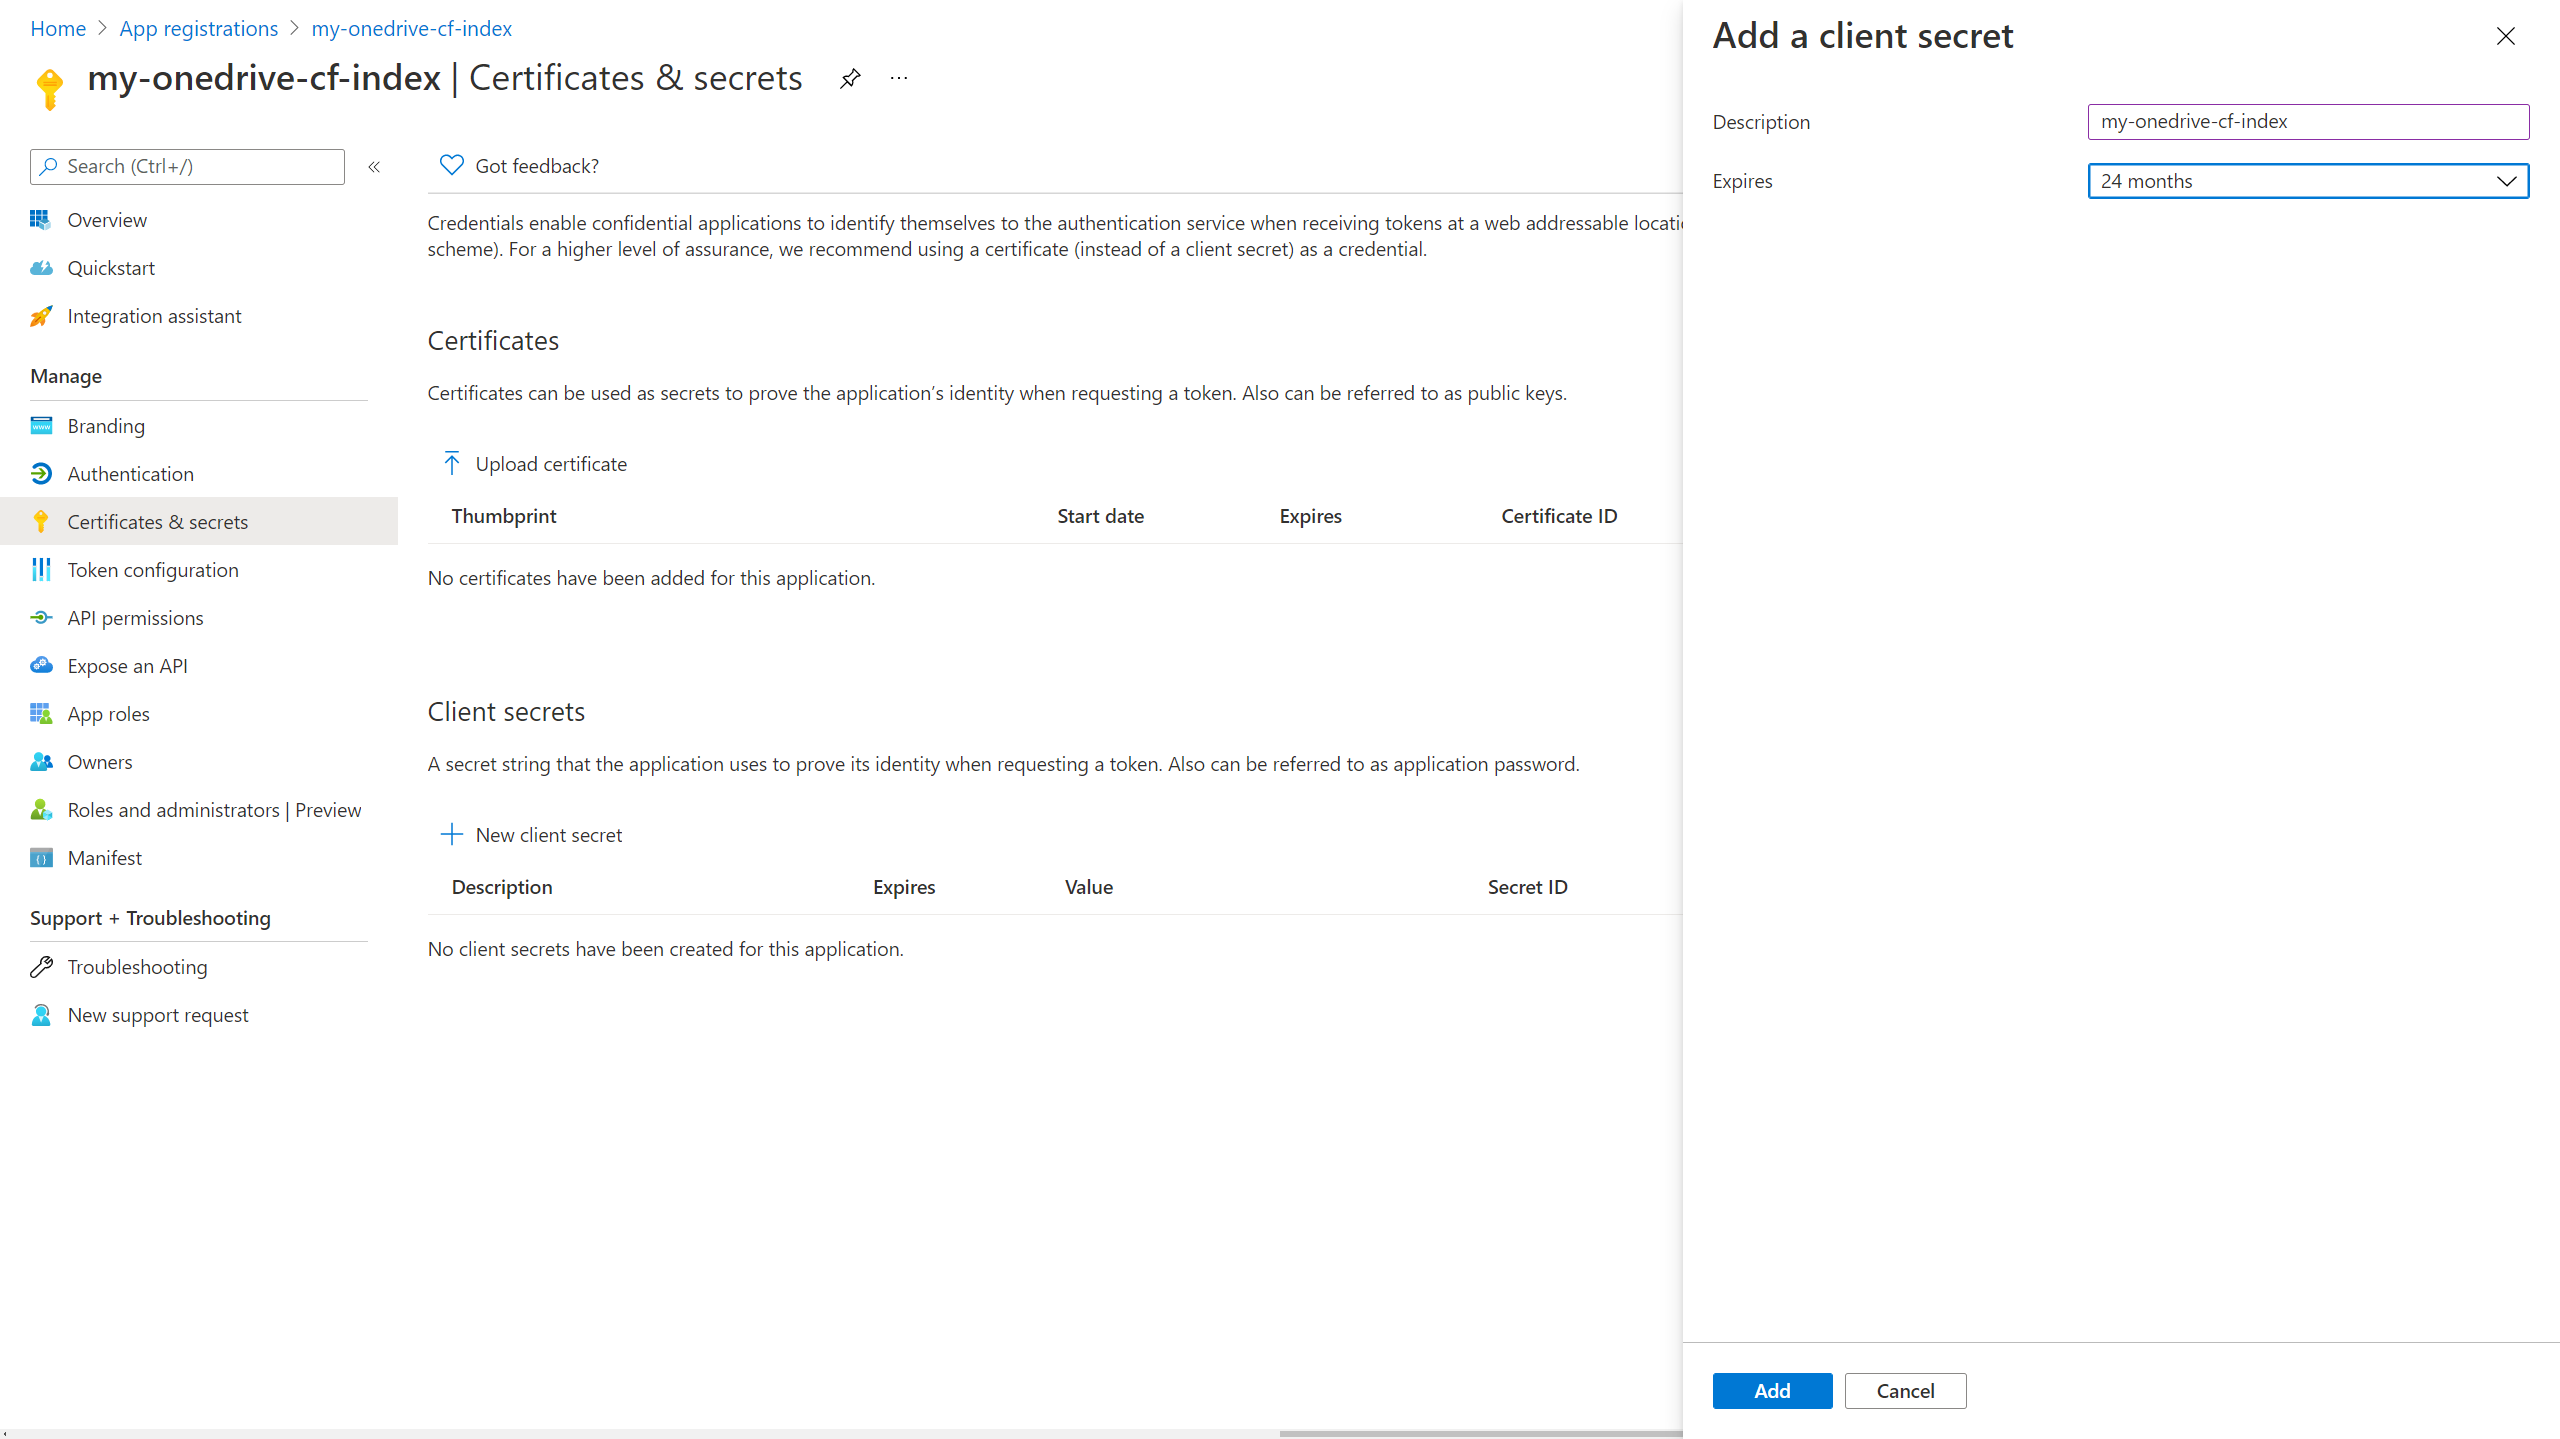 Home > App registrations > my-onedrive-cf-index
my-onedrive-cf-index | Certificates & secrets
Search (Ctrl+/)
Overview
Quickstart
Integration assistant
Manage
Branding
Authentication
Certificates & secrets
Token configuration
API permissions
Expose an API
App roles
Owners
Roles and administrators | Preview
Manifest
Support + Troubleshooting
Troubleshooting
New support request
Got feedback?
Credentials enable confidential applications to identify themselves to the authentication service when receiving tokens at a web addressable
scheme). For a higher level of assurance, we recommend using a certificate (instead of a client secret) as a credential.
Certificates
Certificates can be used as secrets to prove the application's identity when requesting a token. Also can be referred to as public keys.
Upload certificate
Thumbprint Start date Expires Certificate ID
No certificates have been added for this application.
Client secrets
A secret string that the application uses to prove its identity when requesting a token. Also can be referred to as application password.
New client secret
Description Expires Value Secret ID
No client secrets have been created for this application.
Add a client secret
Description my-onedrive-cf-index
Expires 24 months
Add Cancel